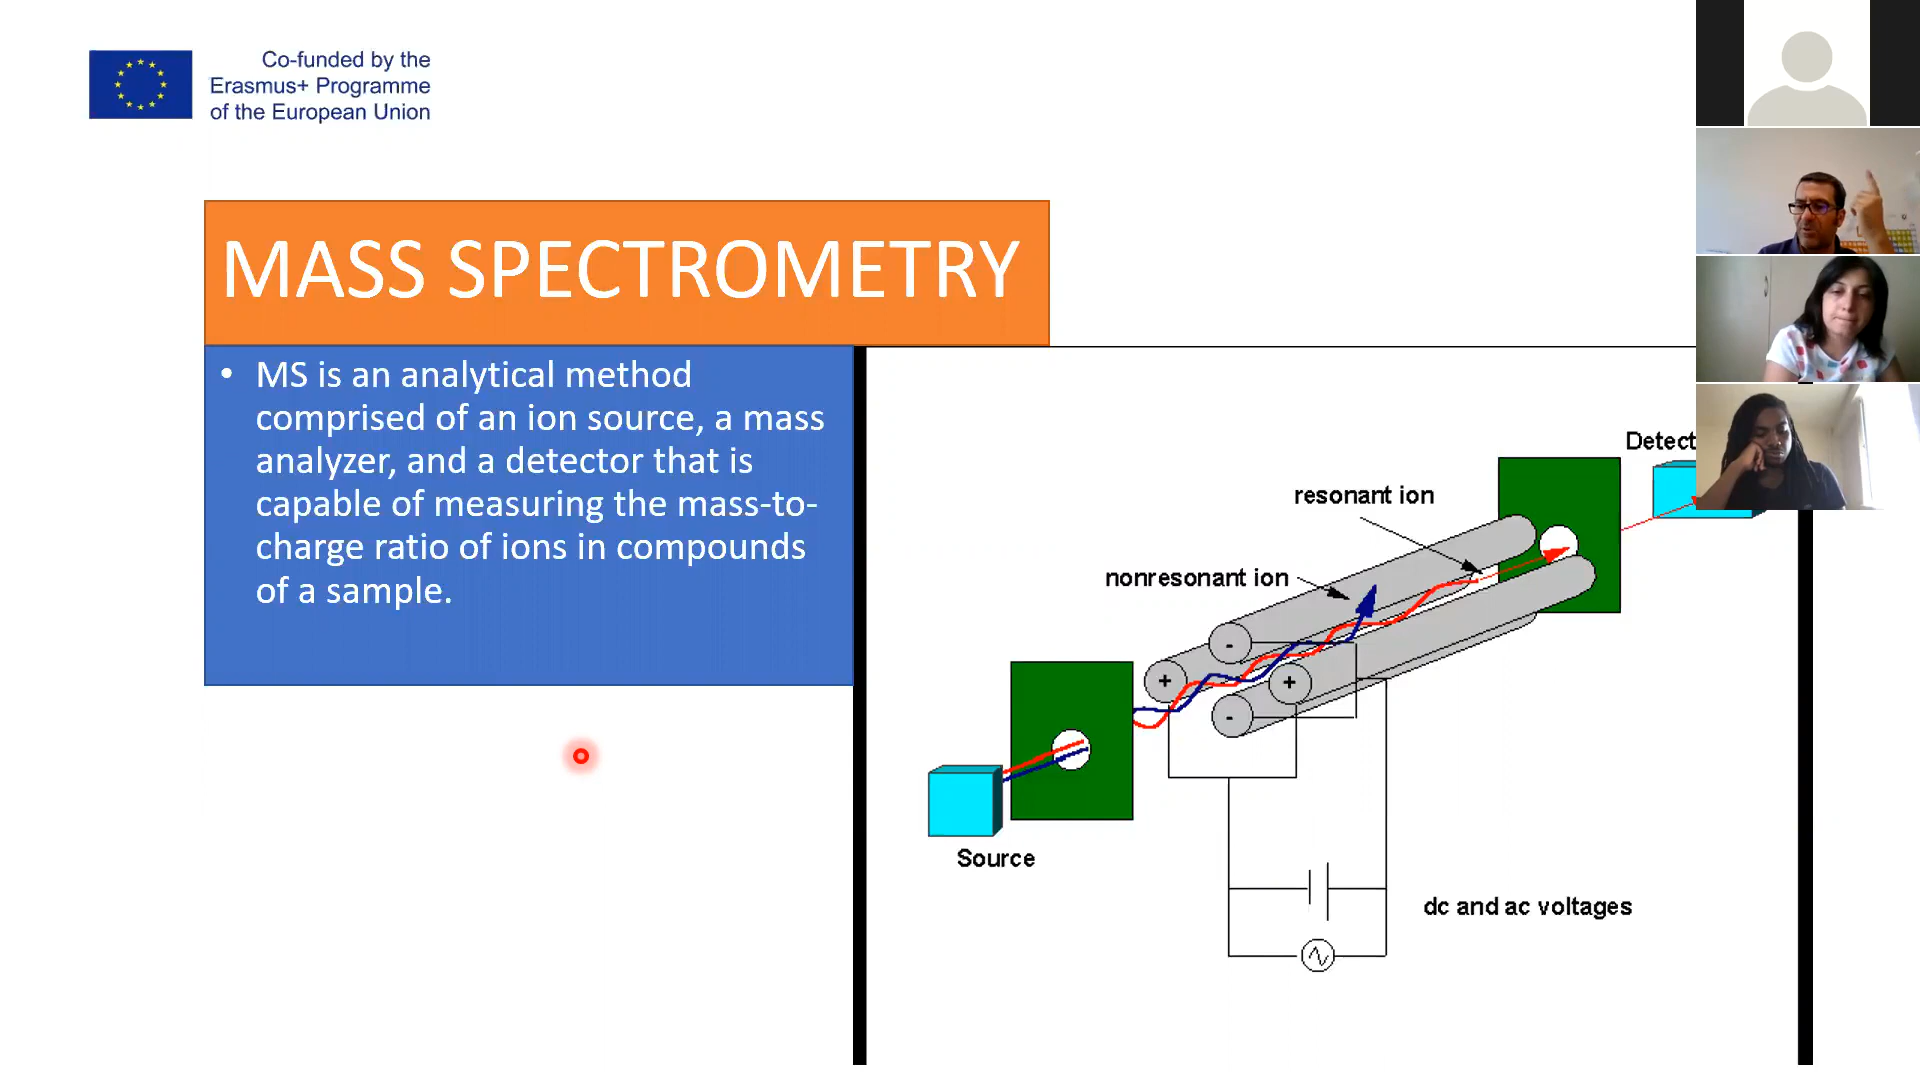 Co-funded by the
Erasmus+ Programme
of the European Union
MASS SPECTROMETRY
• MS is an analytical method
comprised of an ion source, a mass
analyzer, and a detector that is
capable of measuring the mass-to-
charge ratio of ions in compounds
of a sample.
Detect
resonant ion
nonresonant ion
-
+
+
-
Source
dc and ac voltages